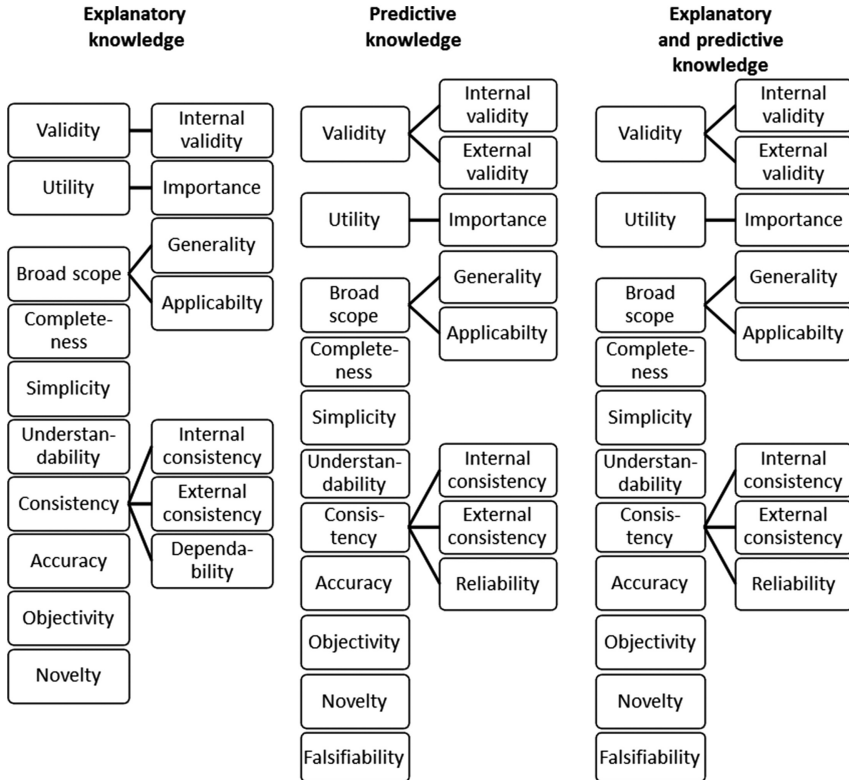 Explanatory
knowledge
Validity
Internal
validity
Utility
Importance
Broad scope
Generality
Applicabilty
Complete-
ness
Simplicity
Understan-
dability
Consistency
Internal
consistency
External
consistency
Dependa-
bility
Accuracy
Objectivity
Novelty
Predictive
knowledge
Validity
Internal
validity
External
validity
Utility
Importance
Broad
scope
Generality
Applicabilty
Complete-
ness
Simplicity
Understan-
dability
Consis-
tency
Internal
consistency
External
consistency
Reliability
Accuracy
Objectivity
Novelty
Falsifiability
Explanatory
and predictive
knowledge
Validity
Internal
validity
External
validity
Utility
Importance
Broad
scope
Generality
Applicabilty
Complete-
ness
Simplicity
Understan-
dability
Consis-
tency
Internal
consistency
External
consistency
Reliability
Accuracy
Objectivity
Novelty
Falsifiability